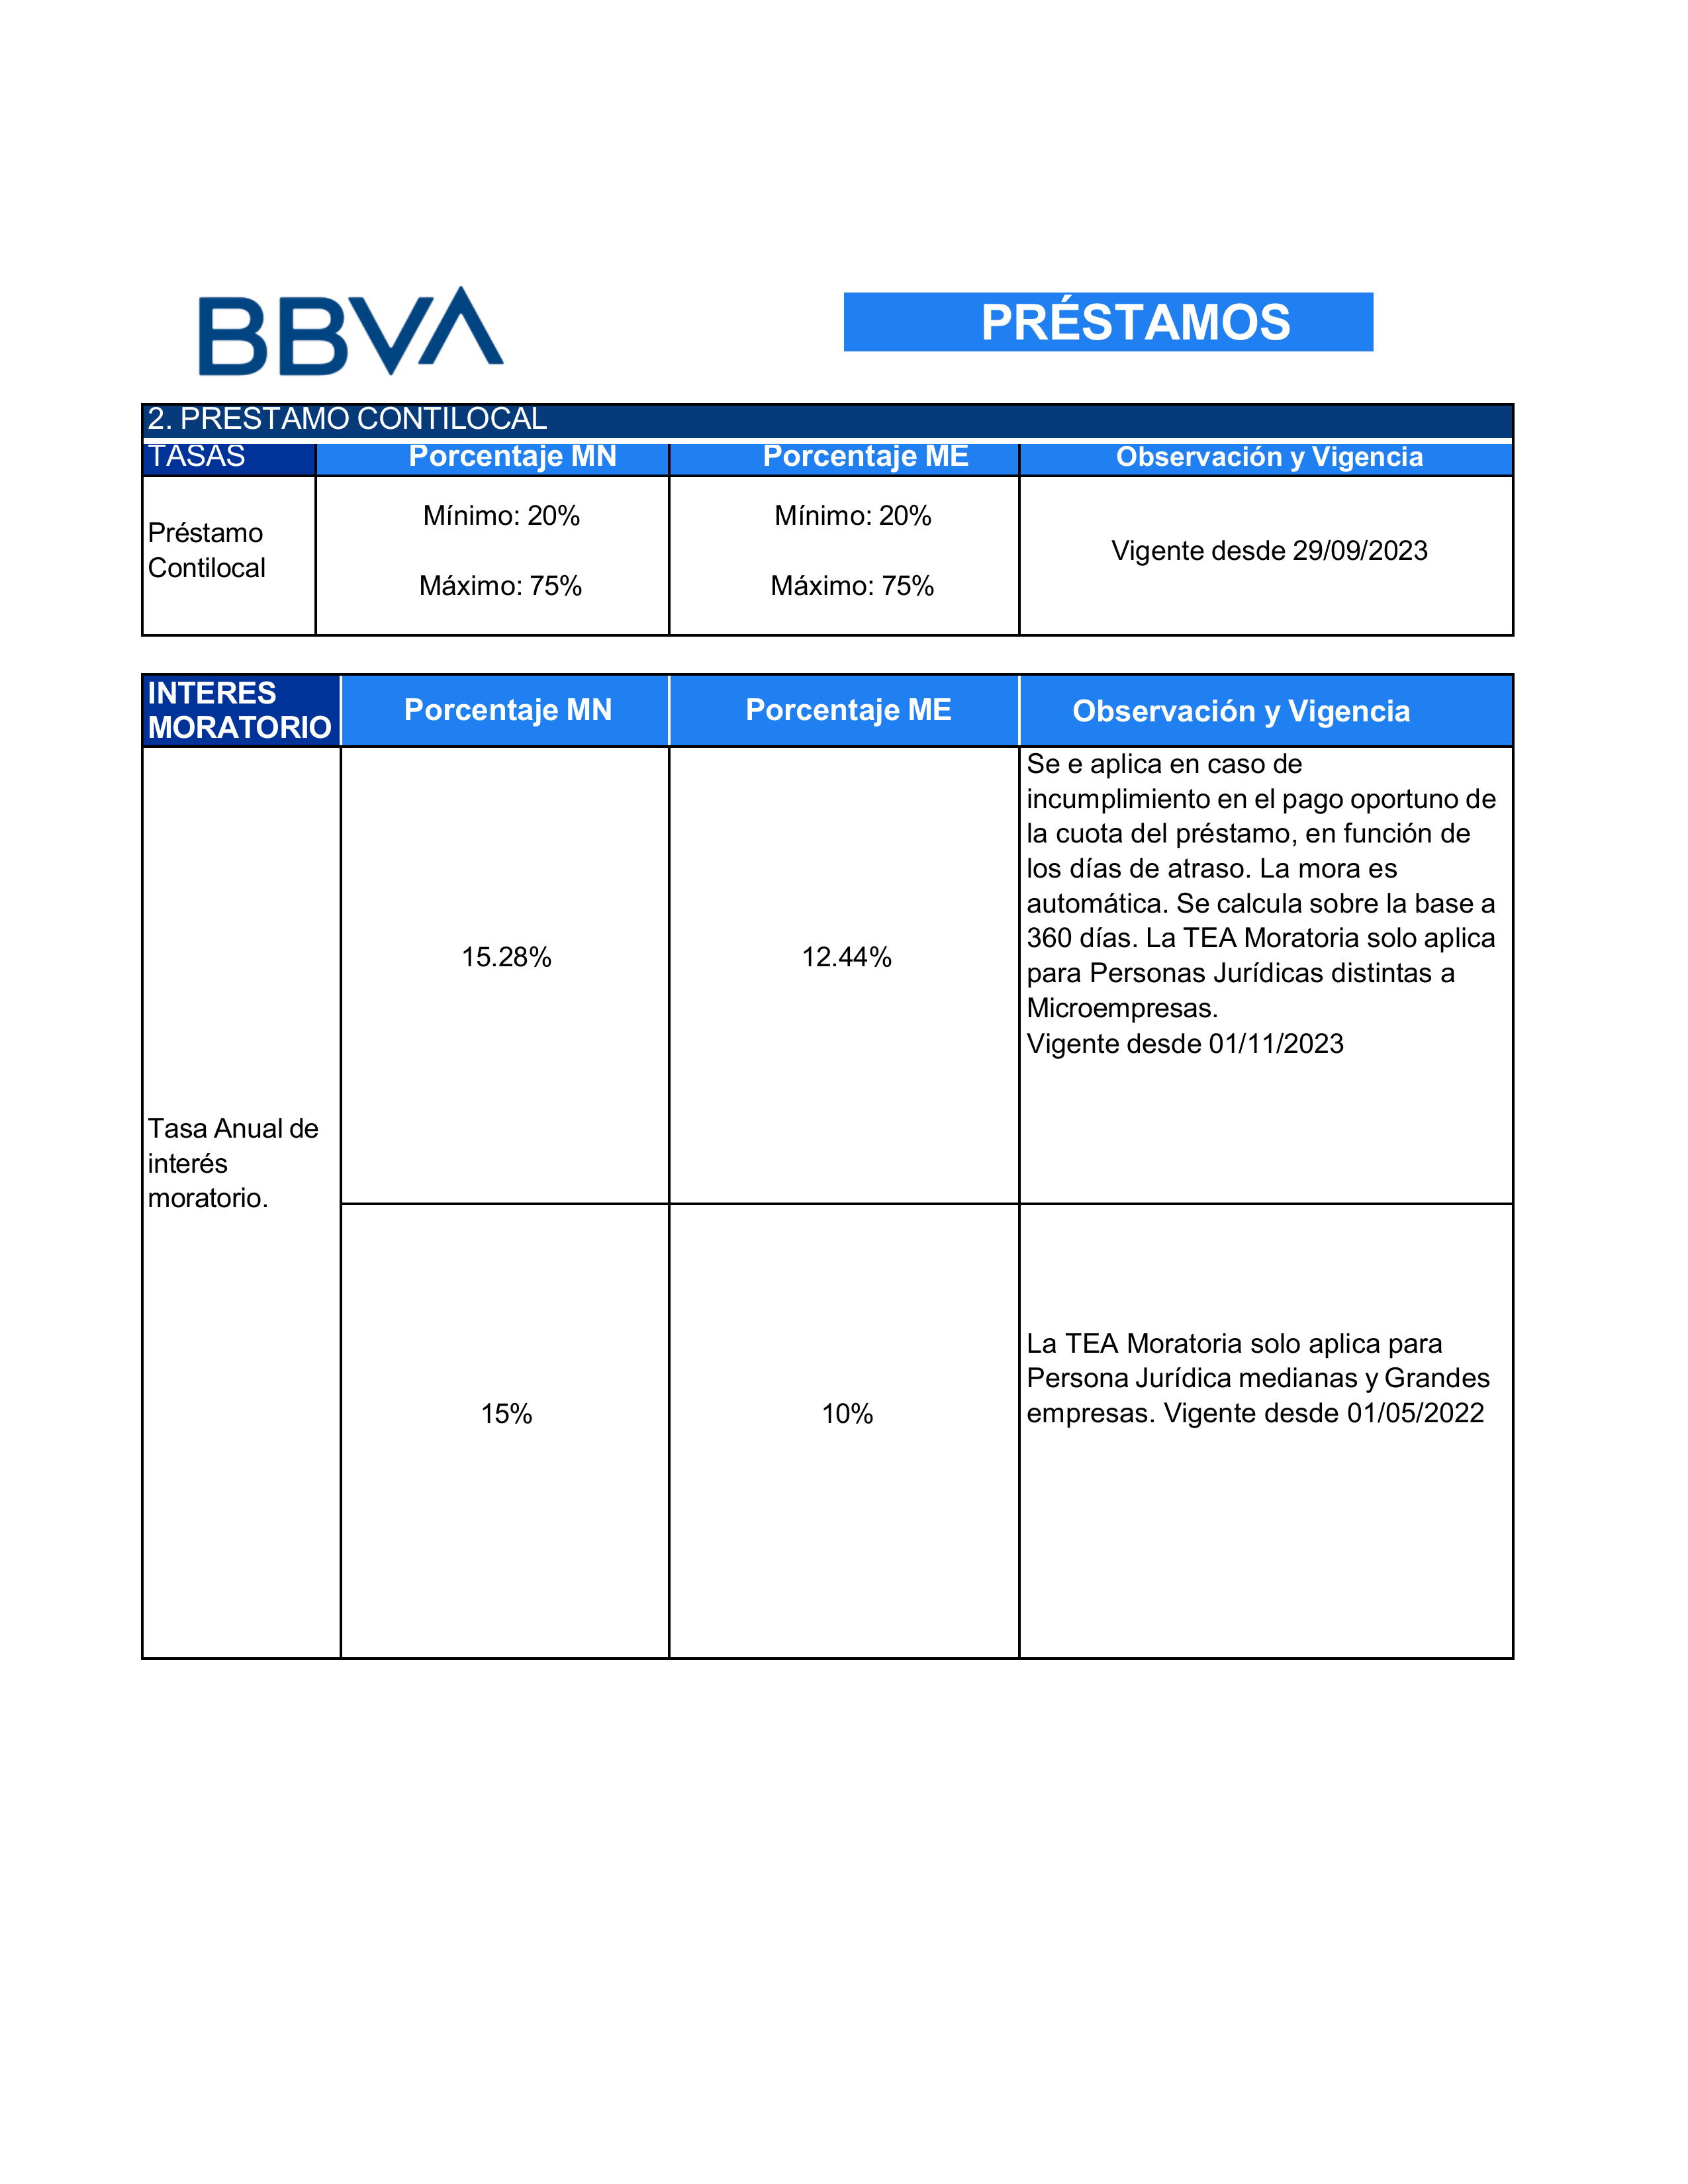 BBVA
PRÉSTAMOS
2. PRESTAMO CONTILOCAL
TASAS Porcentaje MN Porcentaje ME Observación y Vigencia
Préstamo Contilocal
Mínimo: 20%
Máximo: 75%
Mínimo: 20%
Máximo: 75%
Vigente desde 29/09/2023
INTERES
MORATORIO
Porcentaje MN Porcentaje ME Observación y Vigencia
Tasa Anual de
interés
moratorio.
15.28%
12.44%
Se e aplica en caso de
incumplimiento en el pago oportuno de
la cuota del préstamo, en función de
los días de atraso. La mora es
automática. Se calcula sobre la base a
360 días. La TEA Moratoria solo aplica
para Personas Jurídicas distintas a
Microempresas.
Vigente desde 01/11/2023
15%
10%
La TEA Moratoria solo aplica para
Persona Jurídica medianas y Grandes
empresas. Vigente desde 01/05/2022